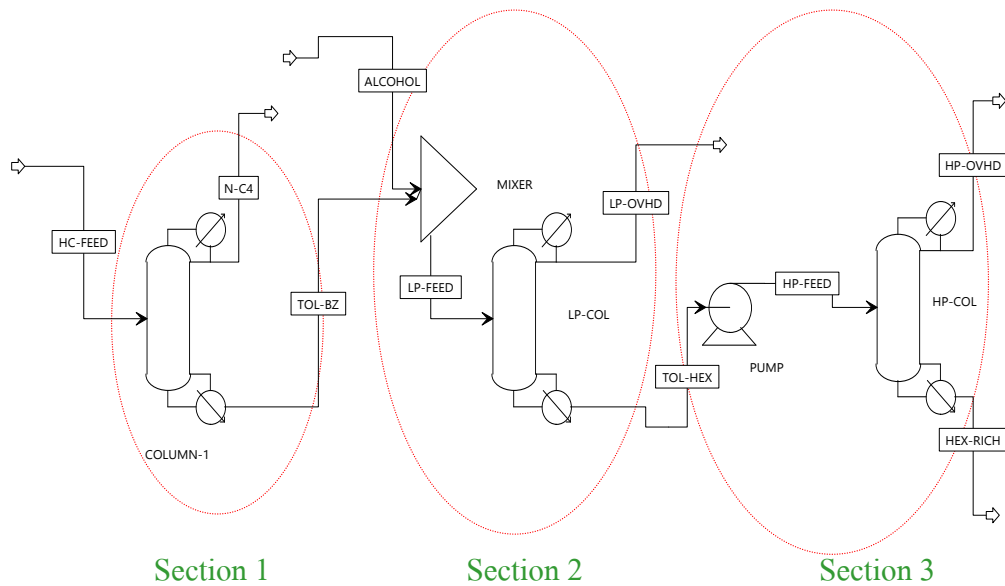 ALCOHOL
N-C4
HC-FEED
TOL-BZ
COLUMN-1
MIXER
LP-FEED
LP-OVHD
LP-COL
TOL-HEX
PUMP
HP-FEED
HP-OVHD
HP-COL
HEX-RICH
Section 1
Section 2
Section 3